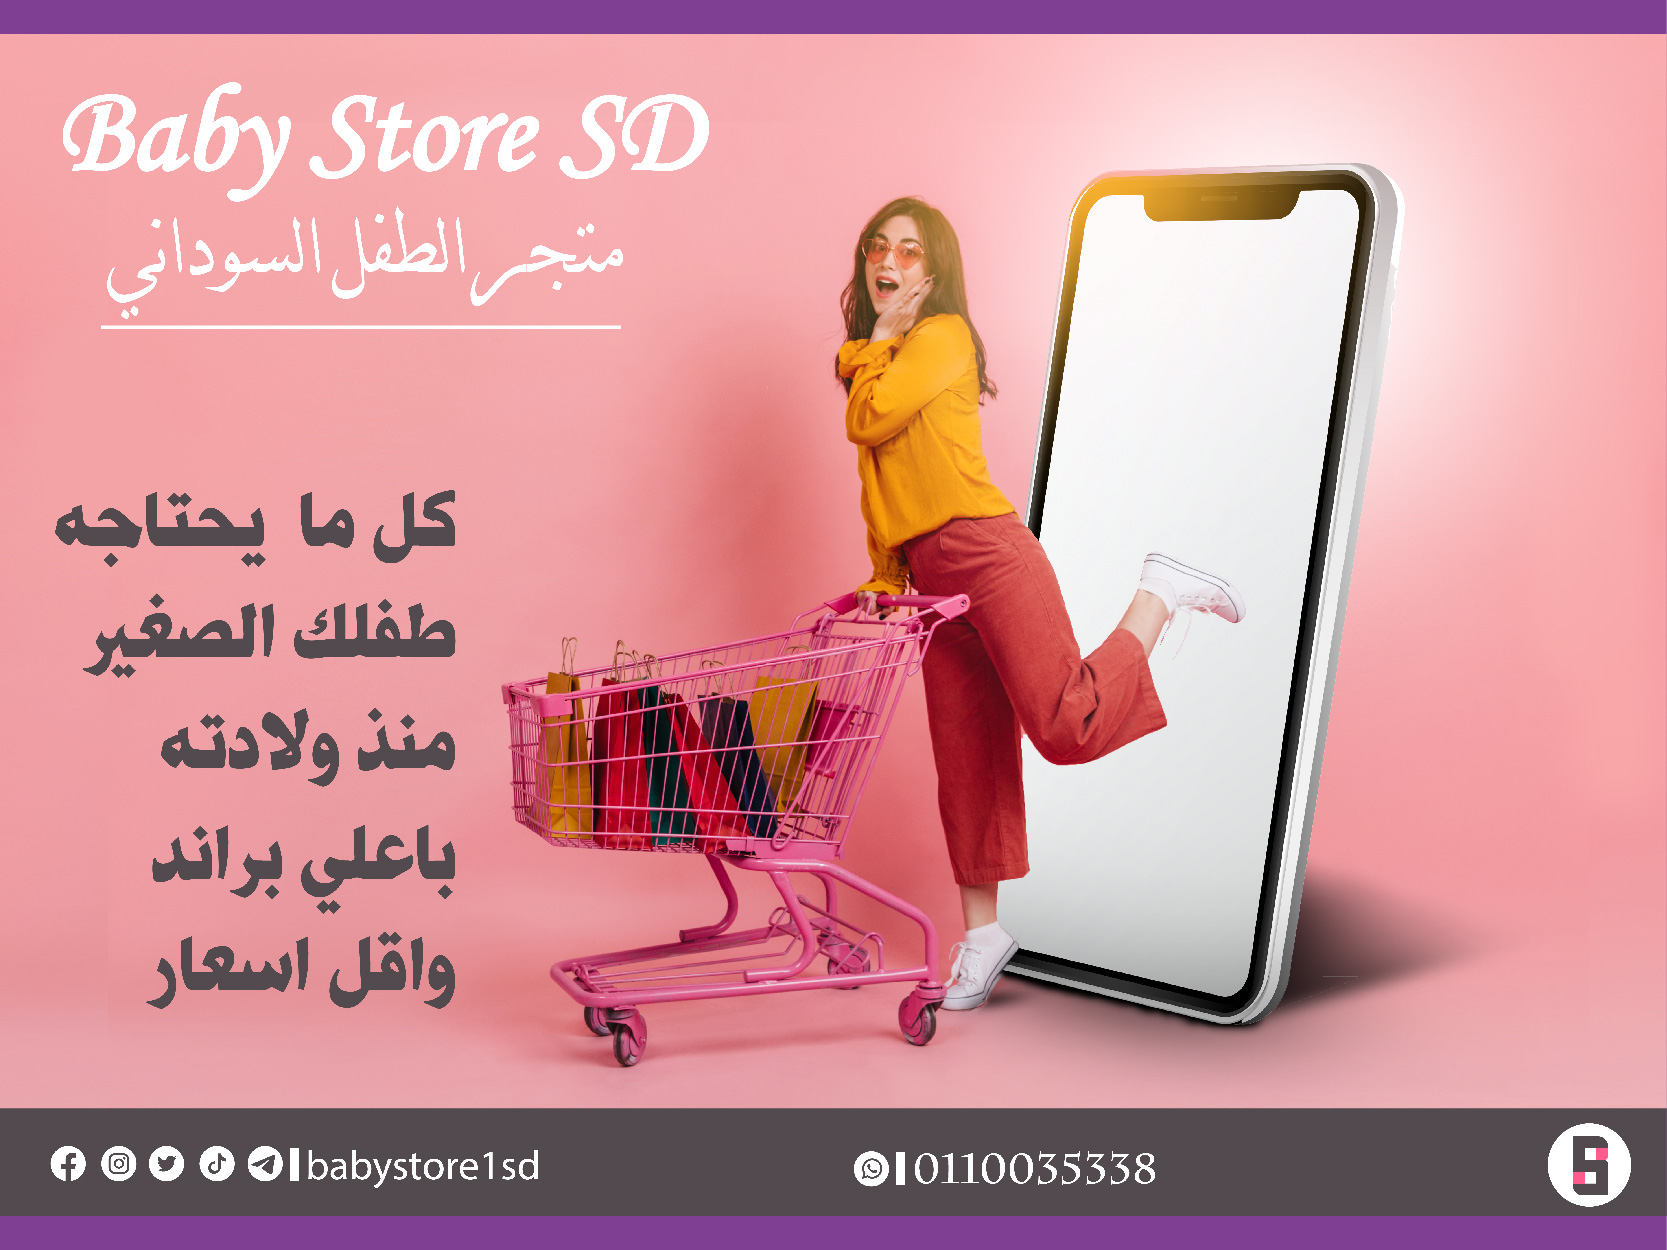 Baby Store SD
متجر الطفل السوداني
كل ما يحتاجه
طفلك الصغير
منذ ولادته
باعلي براند
واقل اسعار
babystore1sd
0110035338